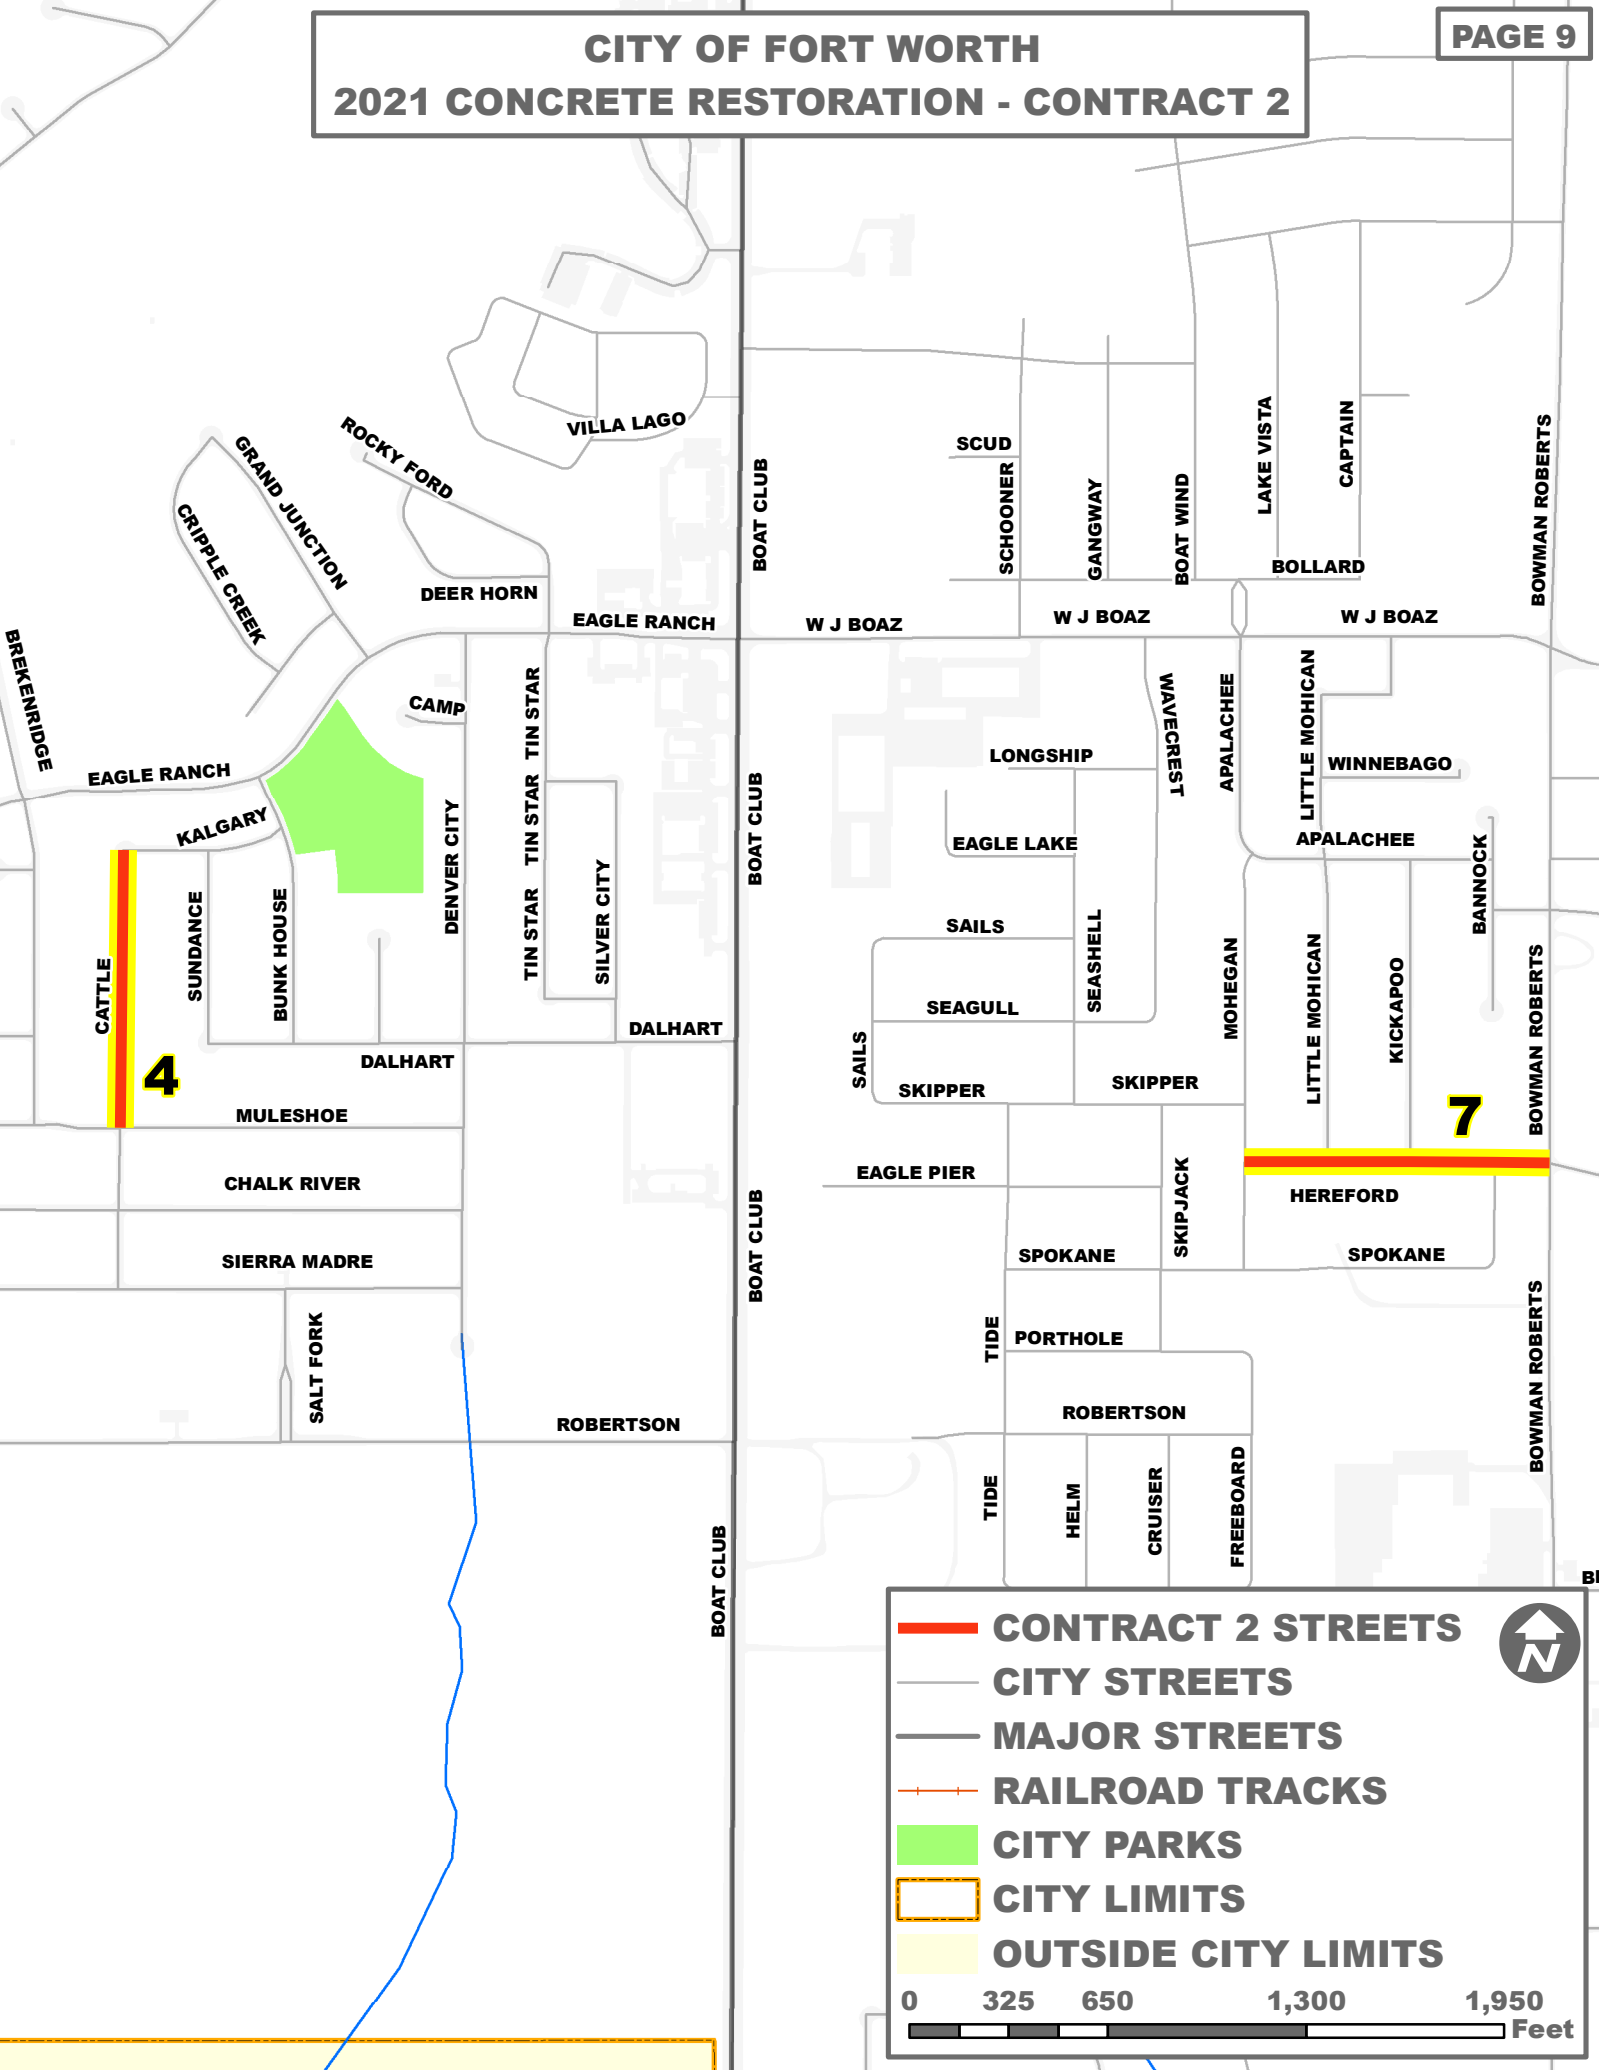 CITY OF FORT WORTH
2021 CONCRETE RESTORATION - CONTRACT 2
PAGE 9
VILLA LAGO
ROCKY FORD
GRAND JUNCTION
CRIPPLE CREEK
DEER HORN
EAGLE RANCH
BREKENRIDGE
CAMP
EAGLE RANCH
KALGARY
CATTLE
4
SUNDANCE
BUNK HOUSE
DENVER CITY
TIN STAR
TIN STAR
TIN STAR
SILVER CITY
DALHART
DALHART
MULESHOE
CHALK RIVER
SIERRA MADRE
SALT FORK
ROBERTSON
BOAT CLUB
BOAT CLUB
BOAT CLUB
BOAT CLUB
SCUD
SCHOONER
GANGWAY
BOAT WIND
LAKE VISTA
CAPTAIN
BOWMAN ROBERTS
BOLLARD
W J BOAZ
W J BOAZ
W J BOAZ
WAVECREST
APALACHEE
LITTLE MOHICAN
LONGSHIP
WINNEBAGO
EAGLE LAKE
APALACHEE
BANNOCK
SAILS
SEASHELL
MOHEGAN
LITTLE MOHICAN
KICKAPOO
BOWMAN ROBERTS
SEAGULL
SAILS
SKIPPER
SKIPPER
7
EAGLE PIER
SKIPJACK
HEREFORD
SPOKANE
SPOKANE
BOWMAN ROBERTS
TIDE
PORTHOLE
ROBERTSON
TIDE
HELM
CRUISER
FREEBOARD
CONTRACT 2 STREETS
N
CITY STREETS
MAJOR STREETS
RAILROAD TRACKS
CITY PARKS
CITY LIMITS
OUTSIDE CITY LIMITS
0 325 650 1,300 1,950
Feet